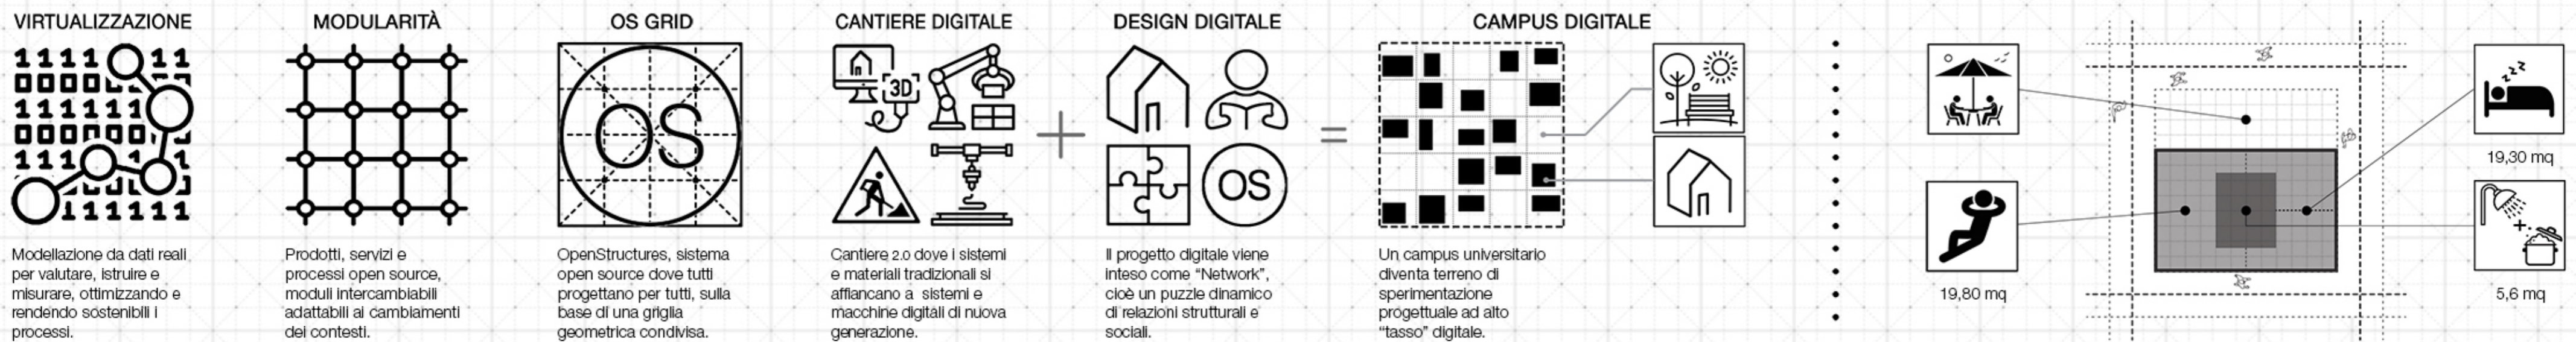 VIRTUALIZZAZIONE
Modellazione da dati reali
per valutare, istruire e
misurare, ottimizzando e
rendendo sostenibili i
processi.
MODULARITÀ
Prodotti, servizi e
processi open source,
moduli intercambiabili
adattabili ai cambiamenti
dei contesti.
OS GRID
OS
OpenStructures, sistema
open source dove tutti
progettano per tutti, sulla
base di una griglia
geometrica condivisa.
CANTIERE DIGITALE
3D
Cantiere 2.0 dove i sistemi
e materiali tradizionali si
affiancano a sistemi e
macchine digitali di nuova
generazione.
+
DESIGN DIGITALE
OS
Il progetto digitale viene
inteso come “Network”,
cioè un puzzle dinamico
di relazioni strutturali e
sociali.
=
CAMPUS DIGITALE
Un campus universitario
diventa terreno di
sperimentazione
progettuale ad alto
“tasso” digitale.
19,80 mq
zzz
19,30 mq
+
5,6 mq